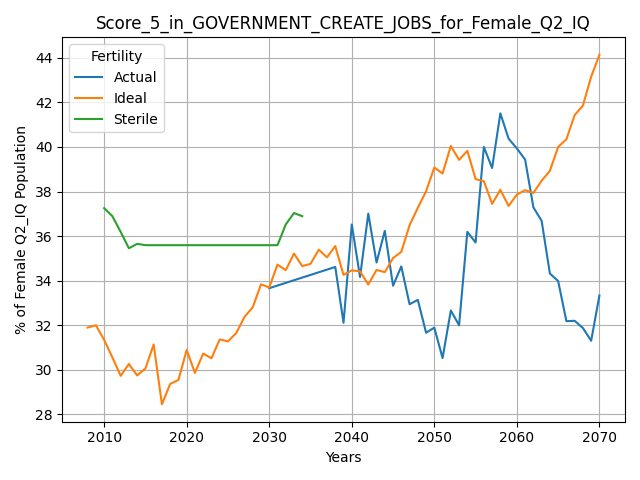 Score_5_in_GOVERNMENT_CREATE_JOBS_for_Female_Q2_IQ
Fertility
Actual
Ideal
Sterile
% of Female Q2_IQ Population
44
42
40
38
36
34
32
30
28
2010 2020 2030 2040 2050 2060 2070
Years